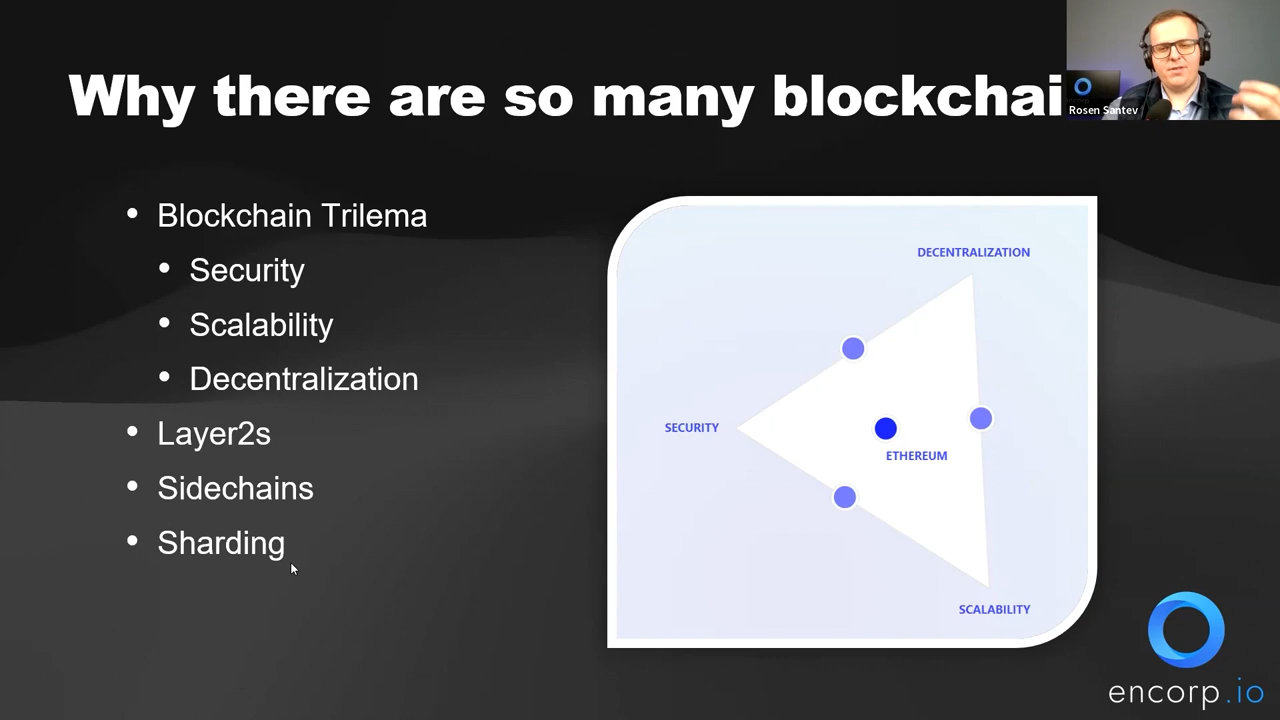 Why there are so many blockchai
Rosen Santev
Blockchain Trilema
Security
Scalability
Decentralization
Layer2s
Sidechains
Sharding
DECENTRALIZATION
SECURITY
ETHEREUM
SCALABILITY
encorp.io